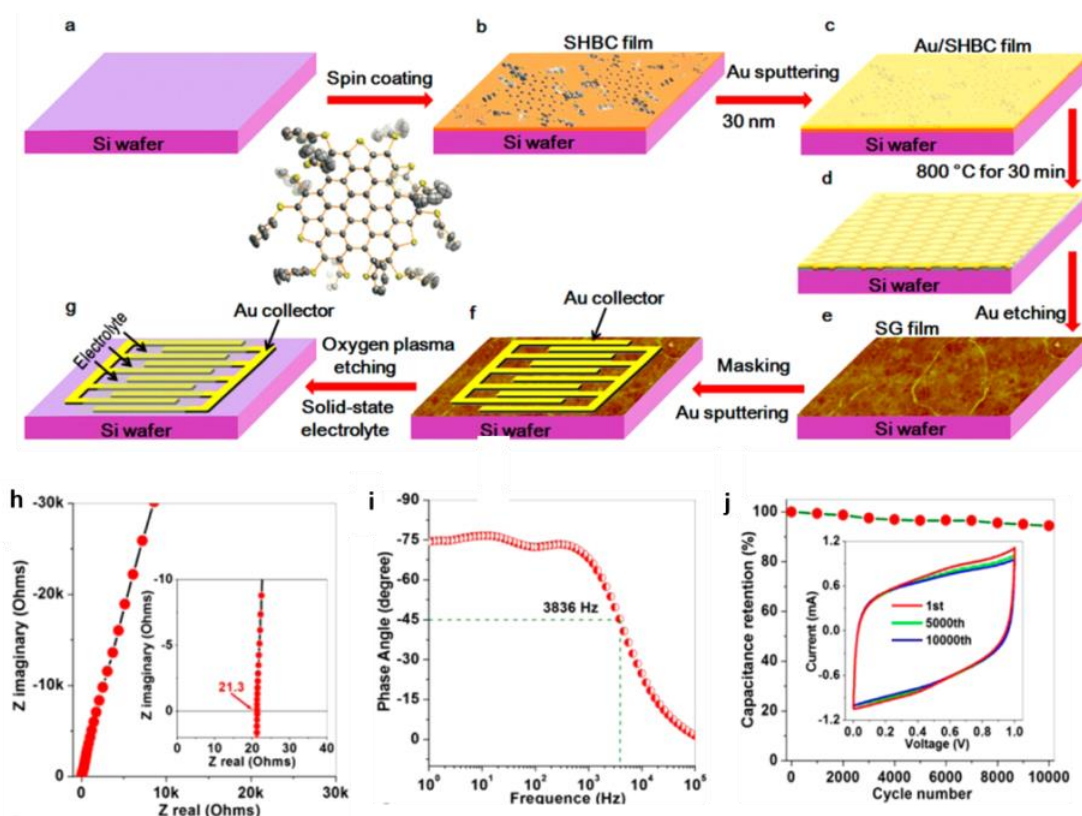 a
Si wafer
Spin coating
b
SHBC film
Si wafer
Au sputtering
30 nm
c
Au/SHBC film
Si wafer
800 °C for 30 min
d
Si wafer
Au etching
e
SG film
Si wafer
Masking
Au sputtering
f
Au collector
Si wafer
Oxygen plasma
etching
Solid-state
electrolyte
g
Electrolyte
Au collector
Si wafer
h
Z imaginary (Ohms)
-30k
-20k
-10k
0
0
10k
20k
30k
Z real (Ohms)
Z imaginary (Ohms)
-10
-5
0
21.3
0
20
40
Z real (Ohms)
i
Phase Angle (degree)
-90
-75
-60
-45
-30
-15
0
3836 Hz
10⁰
10¹
10²
10³
10⁴
10⁵
Frequence (Hz)
j
Capacitance retention (%)
100
80
60
40
20
0
0
2000
4000
6000
8000
10000
Cycle number
Current (mA)
1.2
0.6
0.0
-0.6
-1.2
1st
5000th
10000th
0.0
0.2
0.4
0.6
0.8
1.0
Voltage (V)